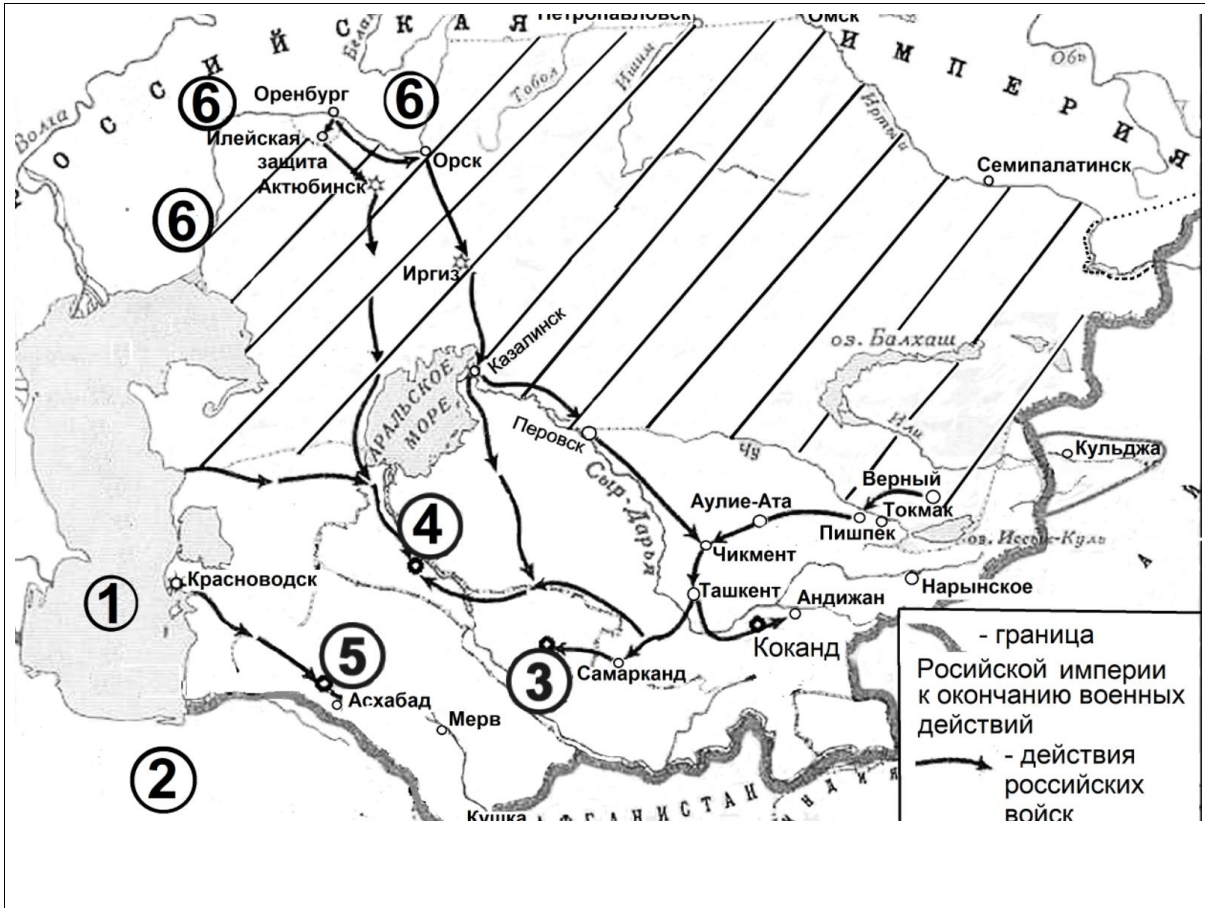 Петропавловск
Омск
РОССИЙСКАЯ ИМПЕРИЯ
Волга
Тобол
Ишим
Иртыш
Обь
6
6
6
Оренбург
Илейская
защита
Актюбинск
Орск
Семипалатинск
Иргиз
Казалинск
АРАЛЬСКОЕ
МОРЕ
оз. Балхаш
Или
Чу
Перовск
Сыр-Дарья
Кульджа
Верный
Токмак
Пишпек
Аулие-Ата
оз. Иссык-Куль
Чикмент
4
Нарынское
Ташкент
Андижан
Коканд
1
Красноводск
5
3
Самарканд
Асхабад
Мерв
2
Кушка
АФГАНИСТАН
ИНДИЯ
- граница
Росийской империи
к окончанию военных
действий
- действия
российских
войск